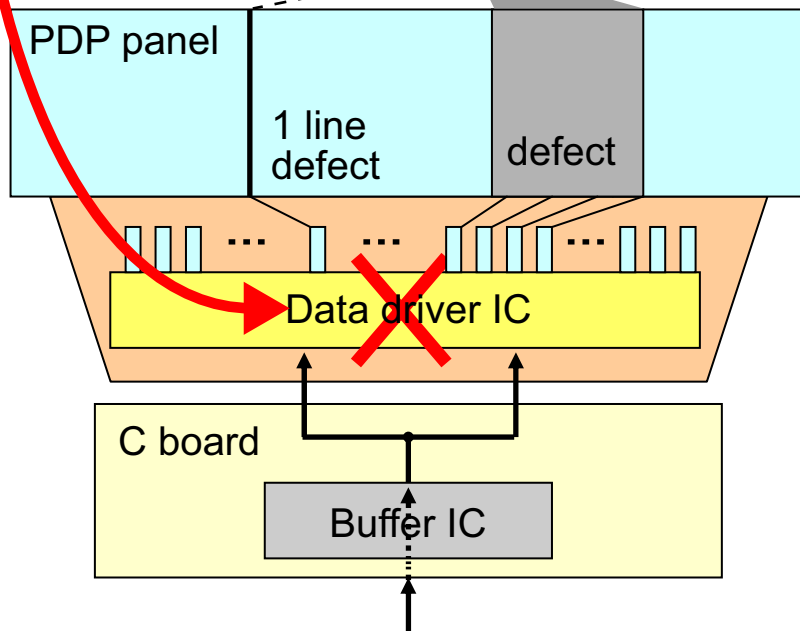 PDP panel
1 line
defect
defect
... ... ...
Data driver IC
C board
Buffer IC